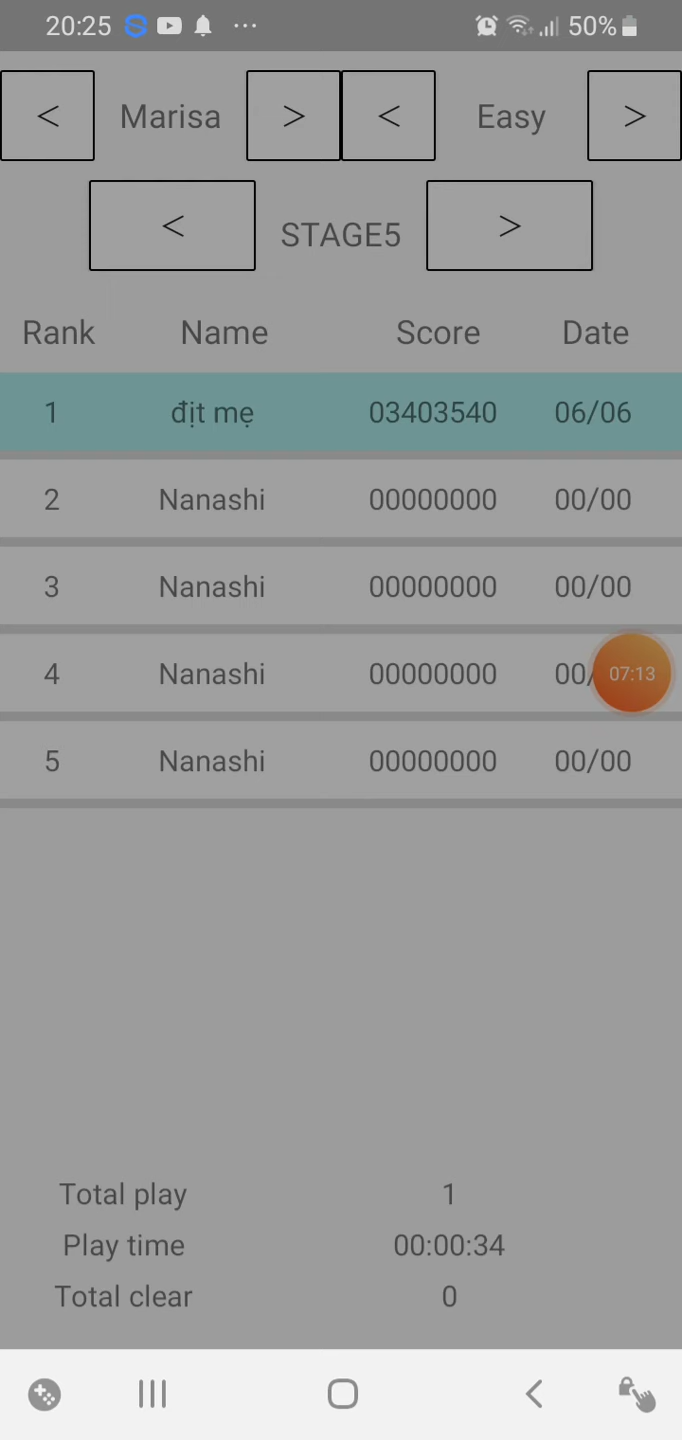 20:25 ... 50%
< Marisa > < Easy >
< STAGE5 >
Rank Name Score Date
1 địt mẹ 03403540 06/06
2 Nanashi 00000000 00/00
3 Nanashi 00000000 00/00
4 Nanashi 00000000 00/ 07:13
5 Nanashi 00000000 00/00
Total play 1
Play time 00:00:34
Total clear 0